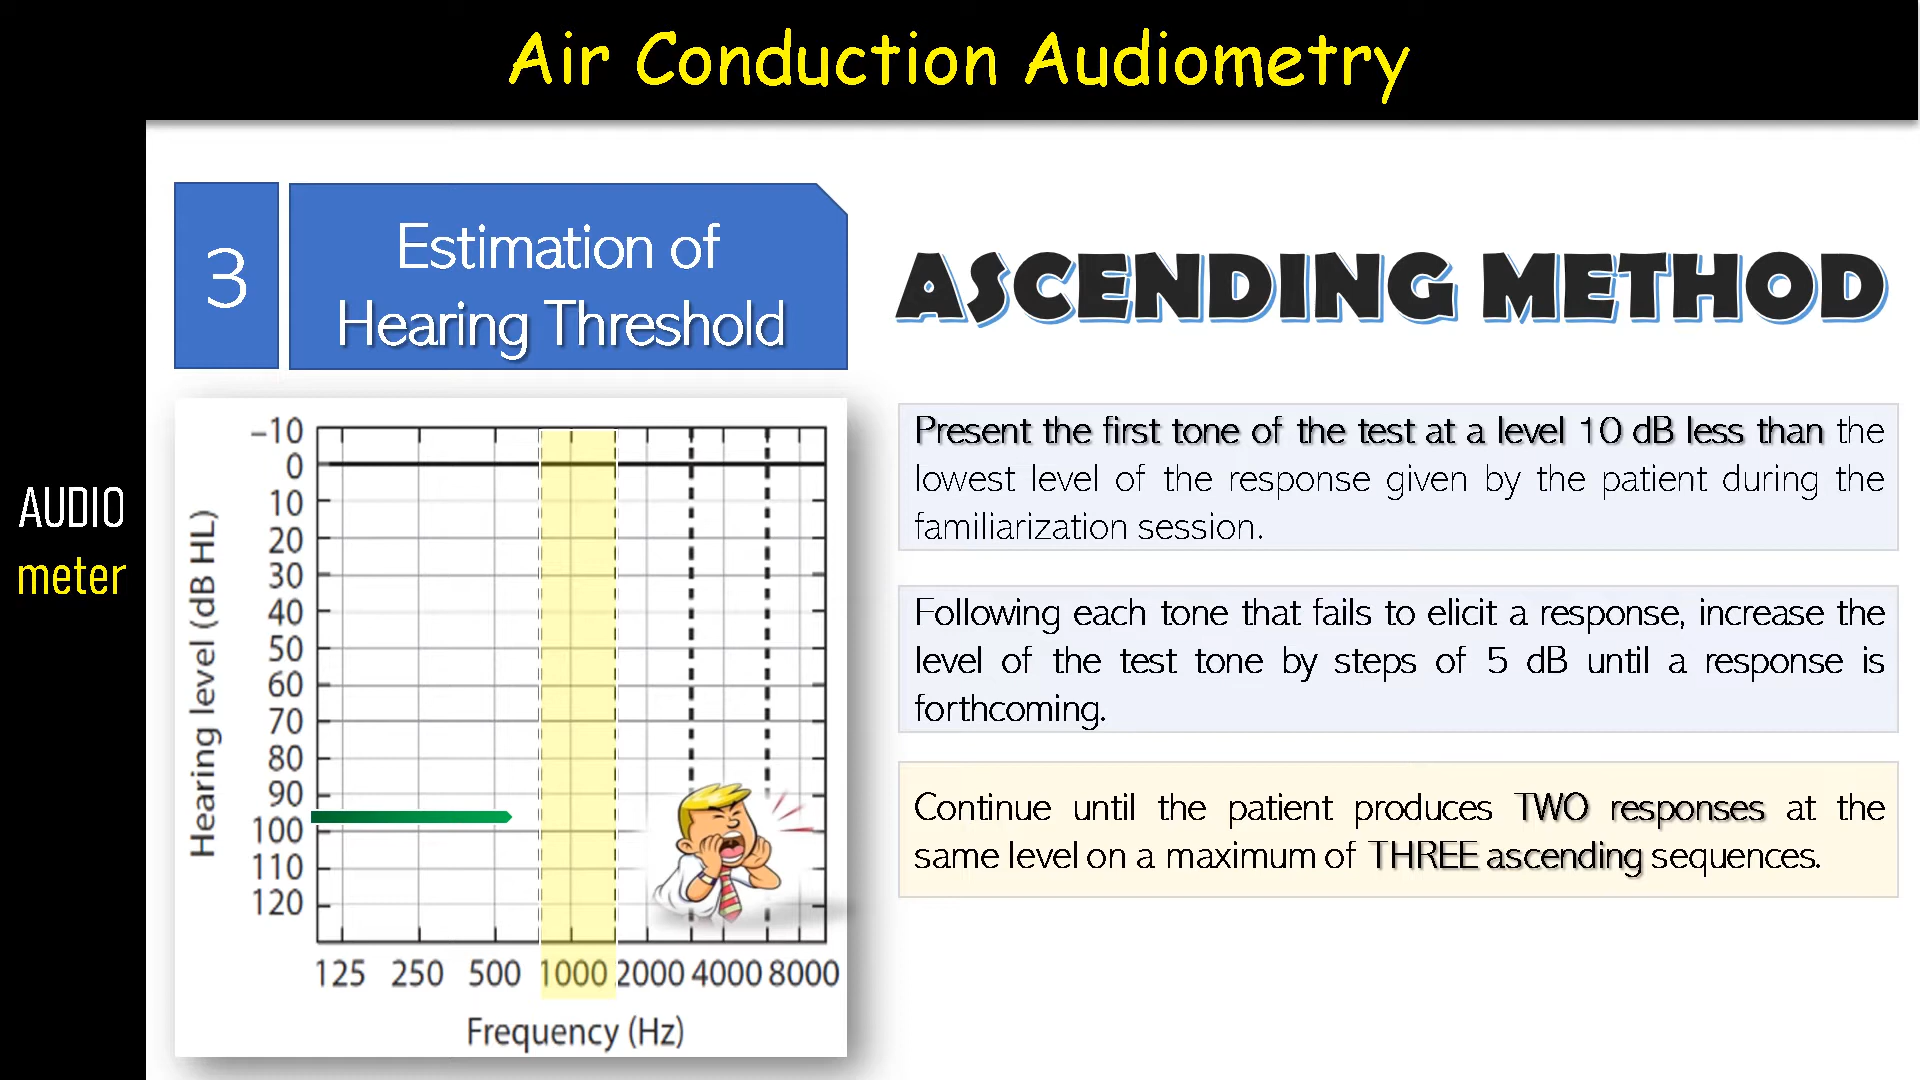 Air Conduction Audiometry
AUDIO
meter
3
Estimation of
Hearing Threshold
ASCENDING METHOD
Present the first tone of the test at a level 10 dB less than the
lowest level of the response given by the patient during the
familiarization session.
Following each tone that fails to elicit a response, increase the
level of the test tone by steps of 5 dB until a response is
forthcoming.
Continue until the patient produces TWO responses at the
same level on a maximum of THREE ascending sequences.
Hearing level (dB HL)
–10
0
10
20
30
40
50
60
70
80
90
100
110
120
125 250 500 1000 2000 4000 8000
Frequency (Hz)